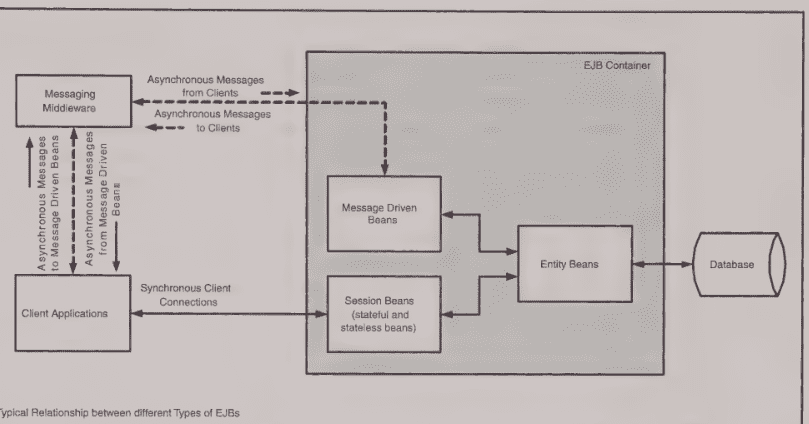 EJB Container
Asynchronous Messages
from Clients
Messaging
Middleware
Asynchronous Messages
to Clients
Asynchronous Messages
to Message Driven Beans
Asynchronous Messages
from Message Driven
Beans
Message Driven
Beans
Entity Beans
Database
Synchronous Client
Connections
Client Applications
Session Beans
(stateful and
stateless beans)
Typical Relationship between different Types of EJBs